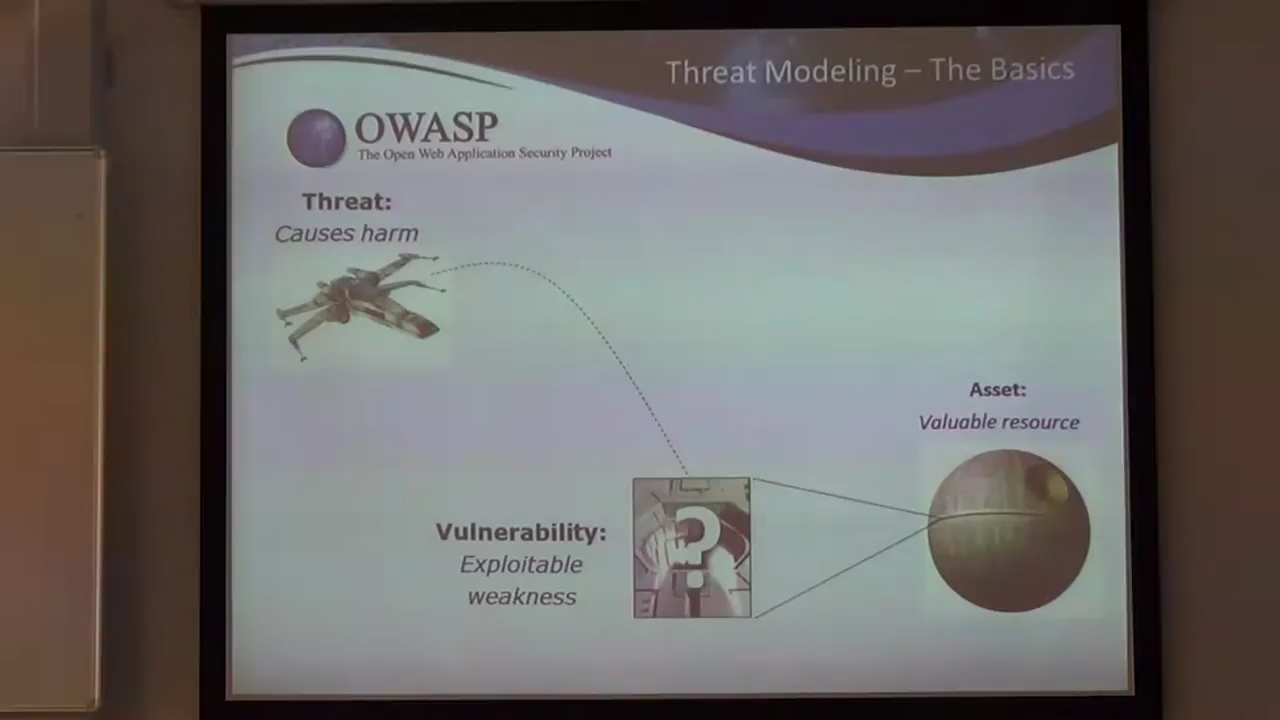 Threat Modeling – The Basics
OWASP
The Open Web Application Security Project
Threat:
Causes harm
Asset:
Valuable resource
Vulnerability:
Exploitable
weakness
?